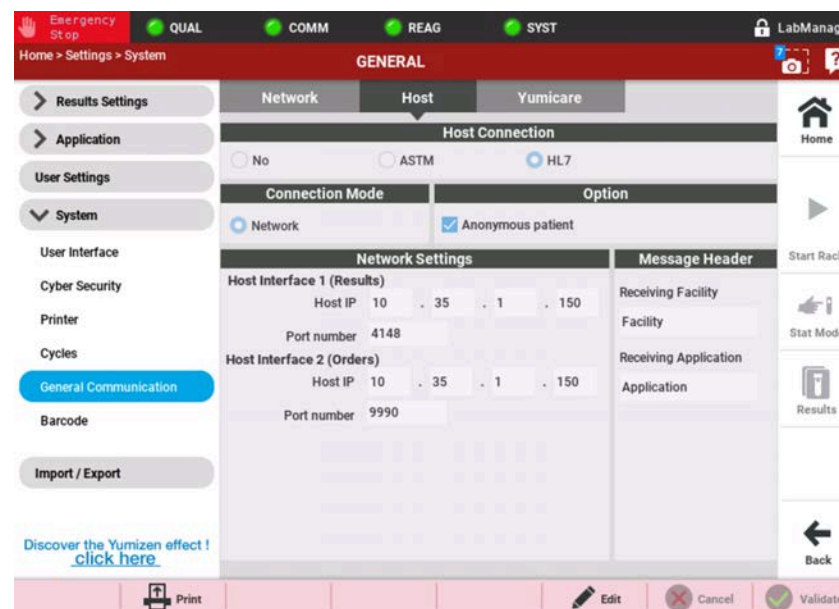 Emergency
Stop
QUAL
COMM
REAG
SYST
LabManag
Home > Settings > System
GENERAL
7
?
Results Settings
Application
User Settings
System
User Interface
Cyber Security
Printer
Cycles
General Communication
Barcode
Import / Export
Discover the Yumizen effect !
click here
Network
Host
Yumicare
Host Connection
No
ASTM
HL7
Connection Mode
Option
Network
Anonymous patient
Network Settings
Message Header
Host Interface 1 (Results)
Host IP 10 . 35 . 1 . 150
Port number 4148
Host Interface 2 (Orders)
Host IP 10 . 35 . 1 . 150
Port number 9990
Receiving Facility
Facility
Receiving Application
Application
Home
Start Rack
Stat Mode
Results
Back
Print
Edit
Cancel
Validate